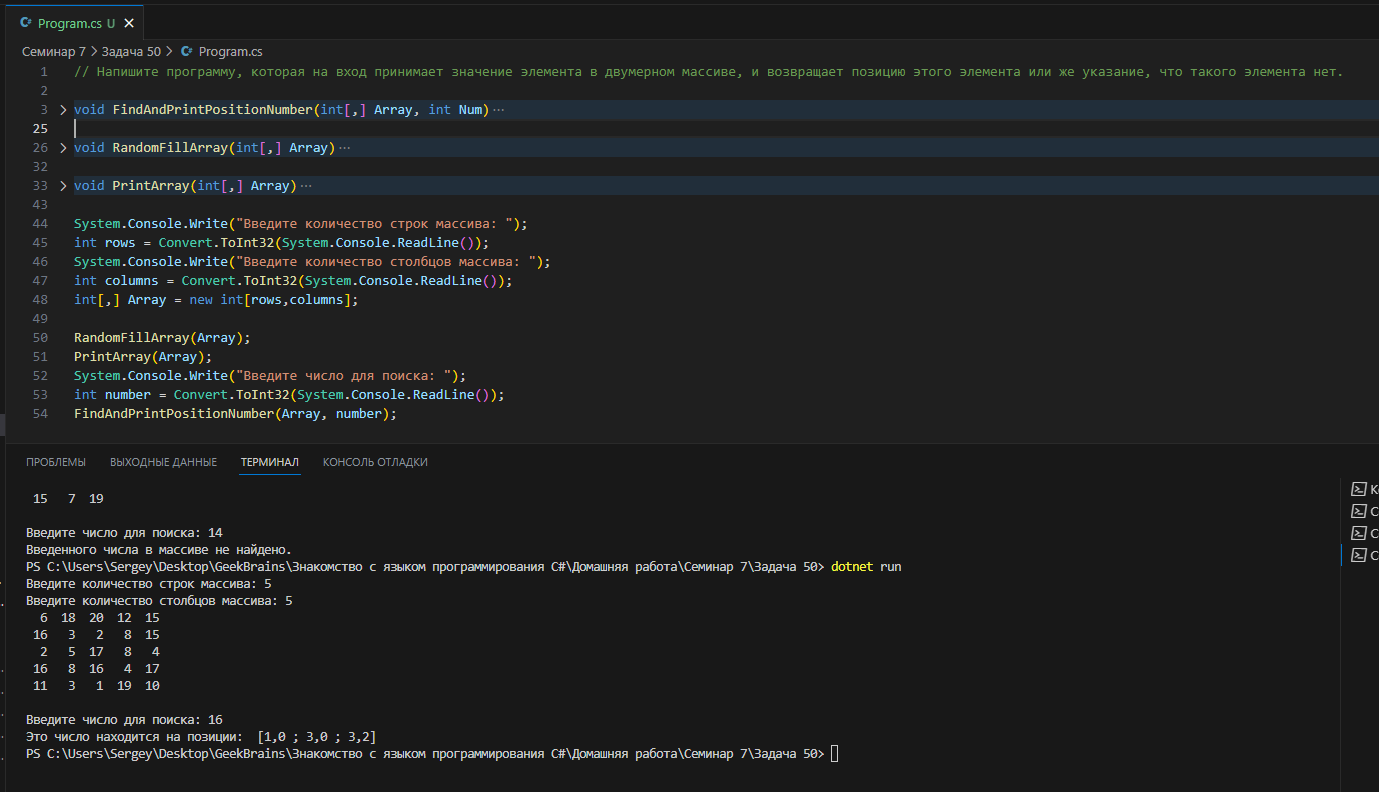 C# Program.cs U ×
Семинар 7 > Задача 50 > C# Program.cs
1 // Напишите программу, которая на вход принимает значение элемента в двумерном массиве, и возвращает позицию этого элемента или же указание, что такого элемента нет.
2
3 > void FindAndPrintPositionNumber(int[,] Array, int Num) ···
25
26 > void RandomFillArray(int[,] Array) ···
32
33 > void PrintArray(int[,] Array) ···
43
44 System.Console.Write("Введите количество строк массива: ");
45 int rows = Convert.ToInt32(System.Console.ReadLine());
46 System.Console.Write("Введите количество столбцов массива: ");
47 int columns = Convert.ToInt32(System.Console.ReadLine());
48 int[,] Array = new int[rows,columns];
49
50 RandomFillArray(Array);
51 PrintArray(Array);
52 System.Console.Write("Введите число для поиска: ");
53 int number = Convert.ToInt32(System.Console.ReadLine());
54 FindAndPrintPositionNumber(Array, number);
ПРОБЛЕМЫ ВЫХОДНЫЕ ДАННЫЕ ТЕРМИНАЛ КОНСОЛЬ ОТЛАДКИ
15 7 19
Введите число для поиска: 14
Введенного числа в массиве не найдено.
PS C:\Users\Sergey\Desktop\GeekBrains\Знакомство с языком программирования C#\Домашняя работа\Семинар 7\Задача 50> dotnet run
Введите количество строк массива: 5
Введите количество столбцов массива: 5
6 18 20 12 15
16 3 2 8 15
2 5 17 8 4
16 8 16 4 17
11 3 1 19 10
Введите число для поиска: 16
Это число находится на позиции: [1,0 ; 3,0 ; 3,2]
PS C:\Users\Sergey\Desktop\GeekBrains\Знакомство с языком программирования C#\Домашняя работа\Семинар 7\Задача 50>